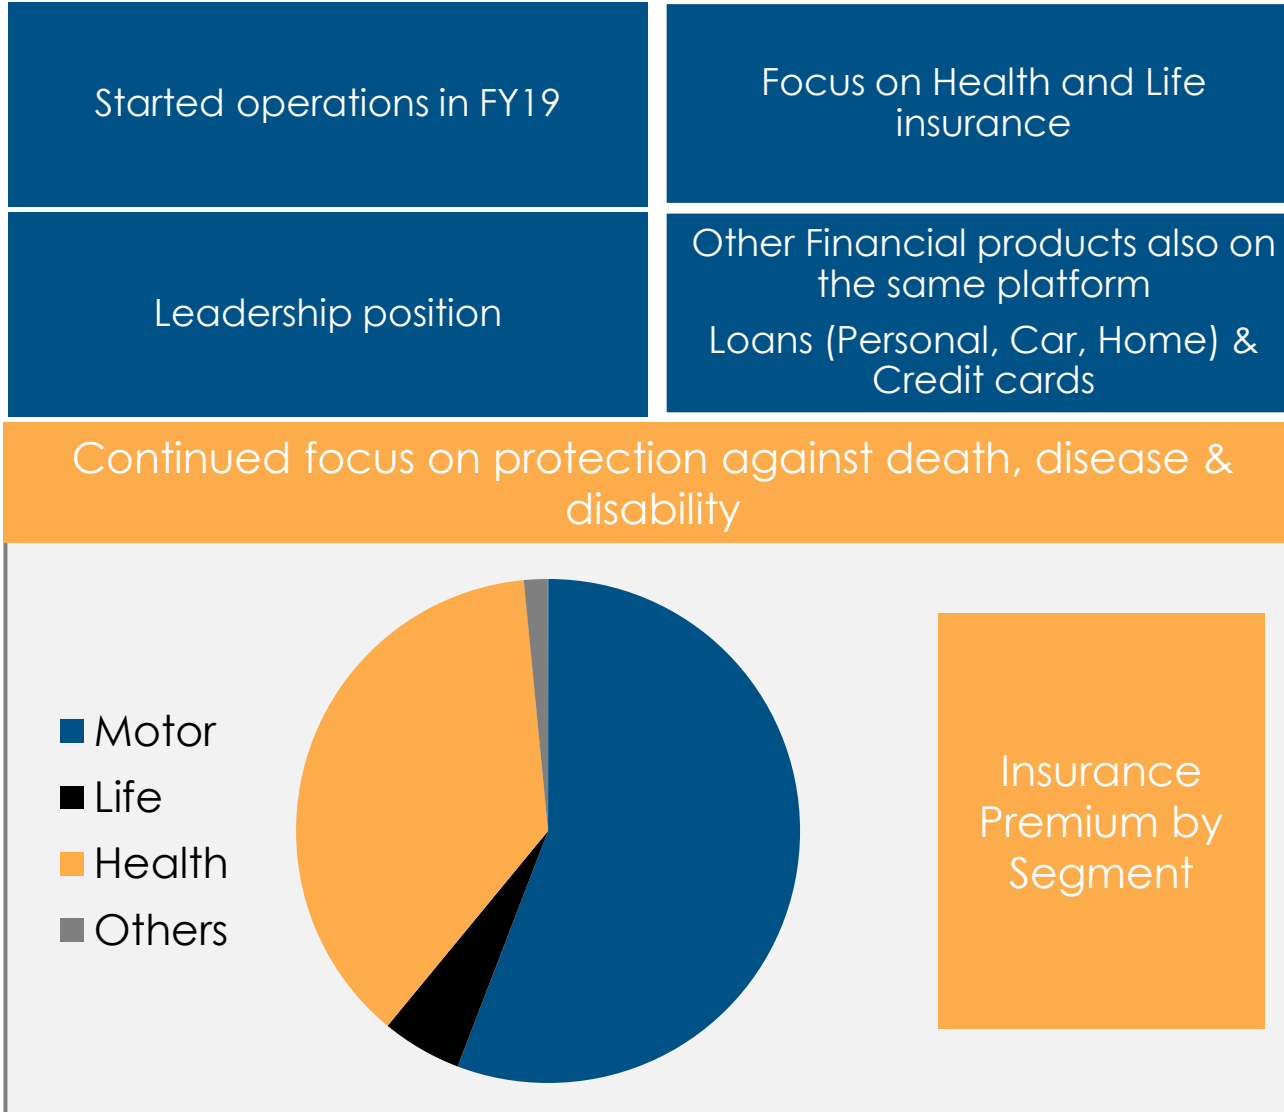 Started operations in FY19
Focus on Health and Life
insurance
Leadership position
Other Financial products also on
the same platform
Loans (Personal, Car, Home) &
Credit cards
Continued focus on protection against death, disease &
disability
Motor
Life
Health
Others
Insurance
Premium by
Segment